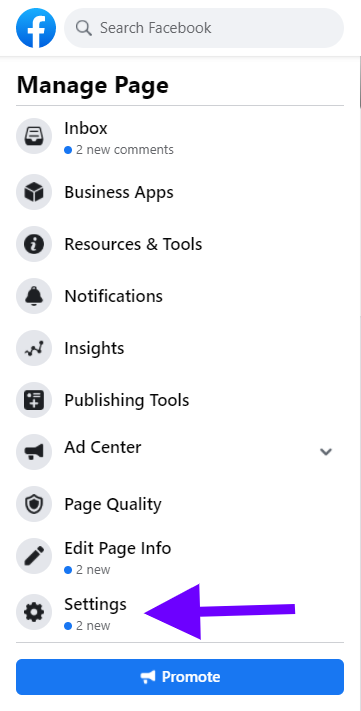 Search Facebook
Manage Page
Inbox
2 new comments
Business Apps
Resources & Tools
Notifications
Insights
Publishing Tools
Ad Center
Page Quality
Edit Page Info
2 new
Settings
2 new
Promote